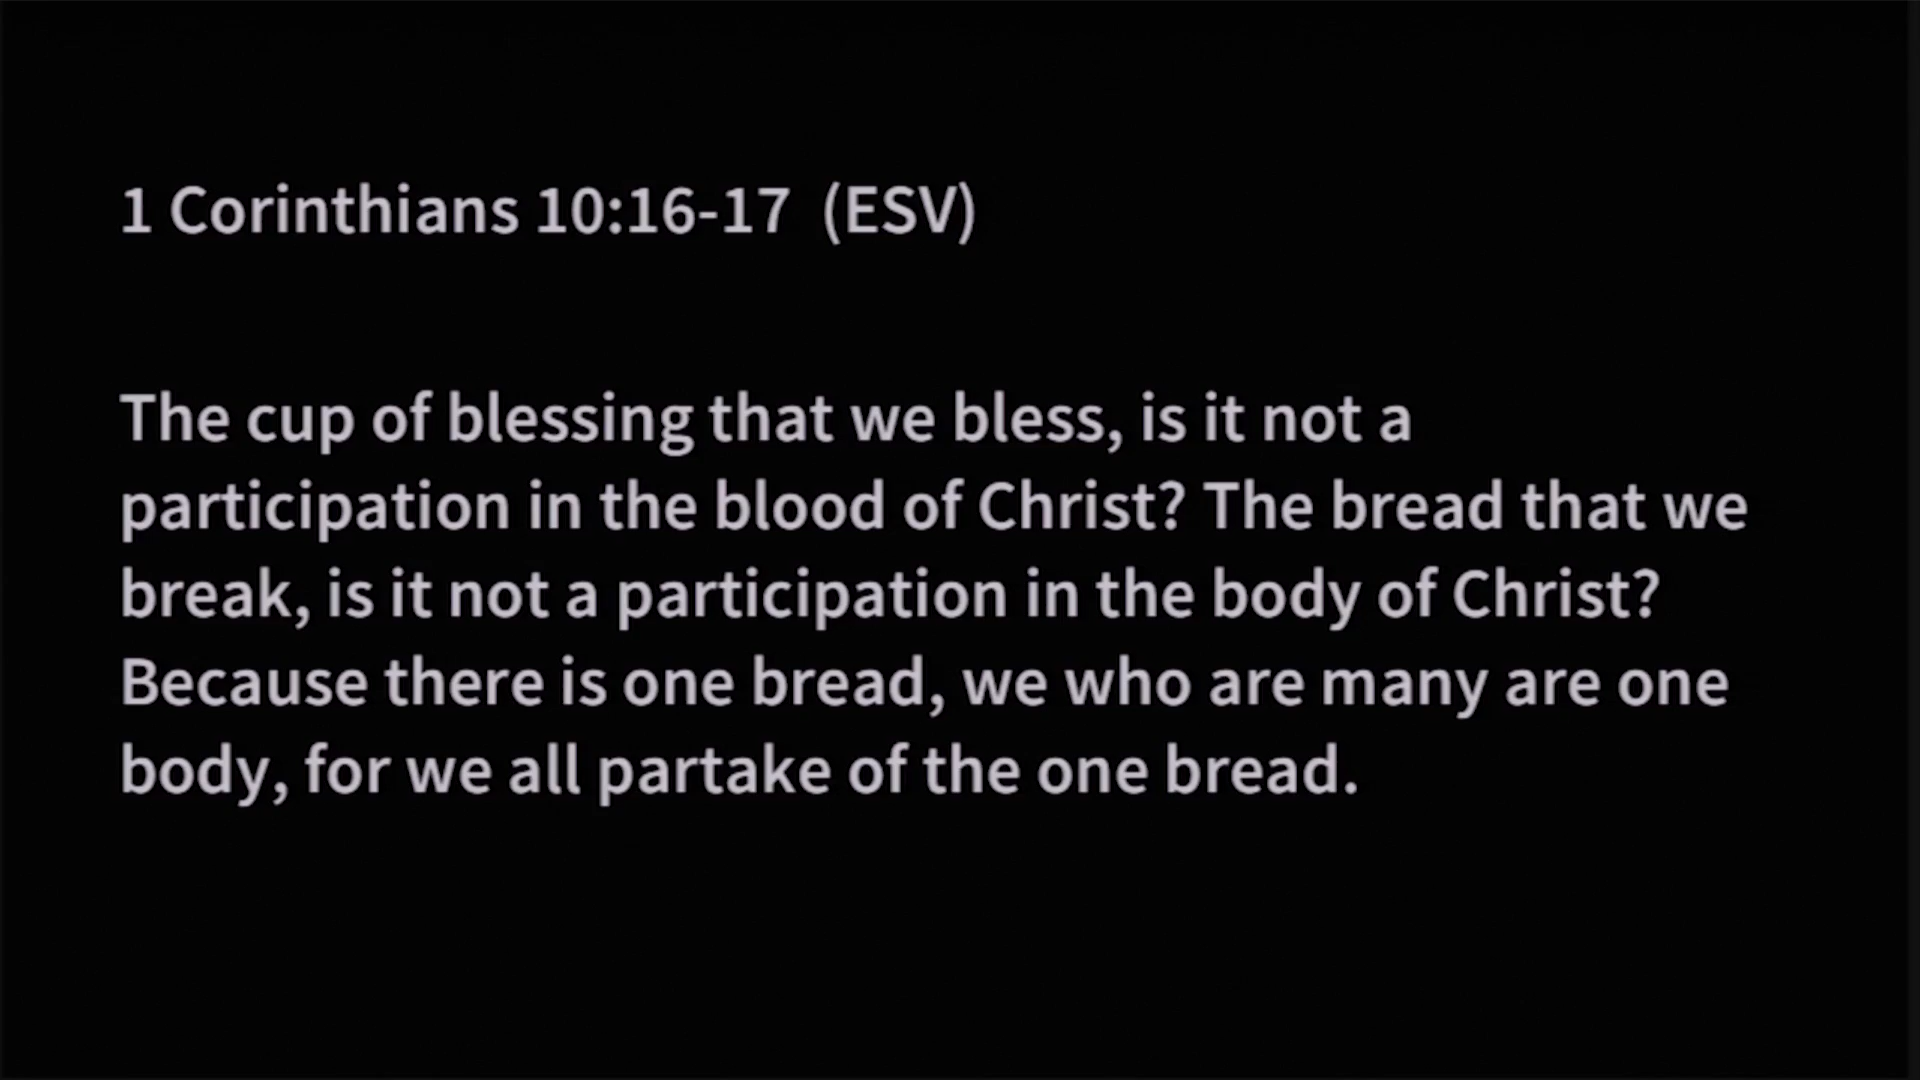 1 Corinthians 10:16-17  (ESV)
The cup of blessing that we bless, is it not a
participation in the blood of Christ? The bread that we
break, is it not a participation in the body of Christ?
Because there is one bread, we who are many are one
body, for we all partake of the one bread.